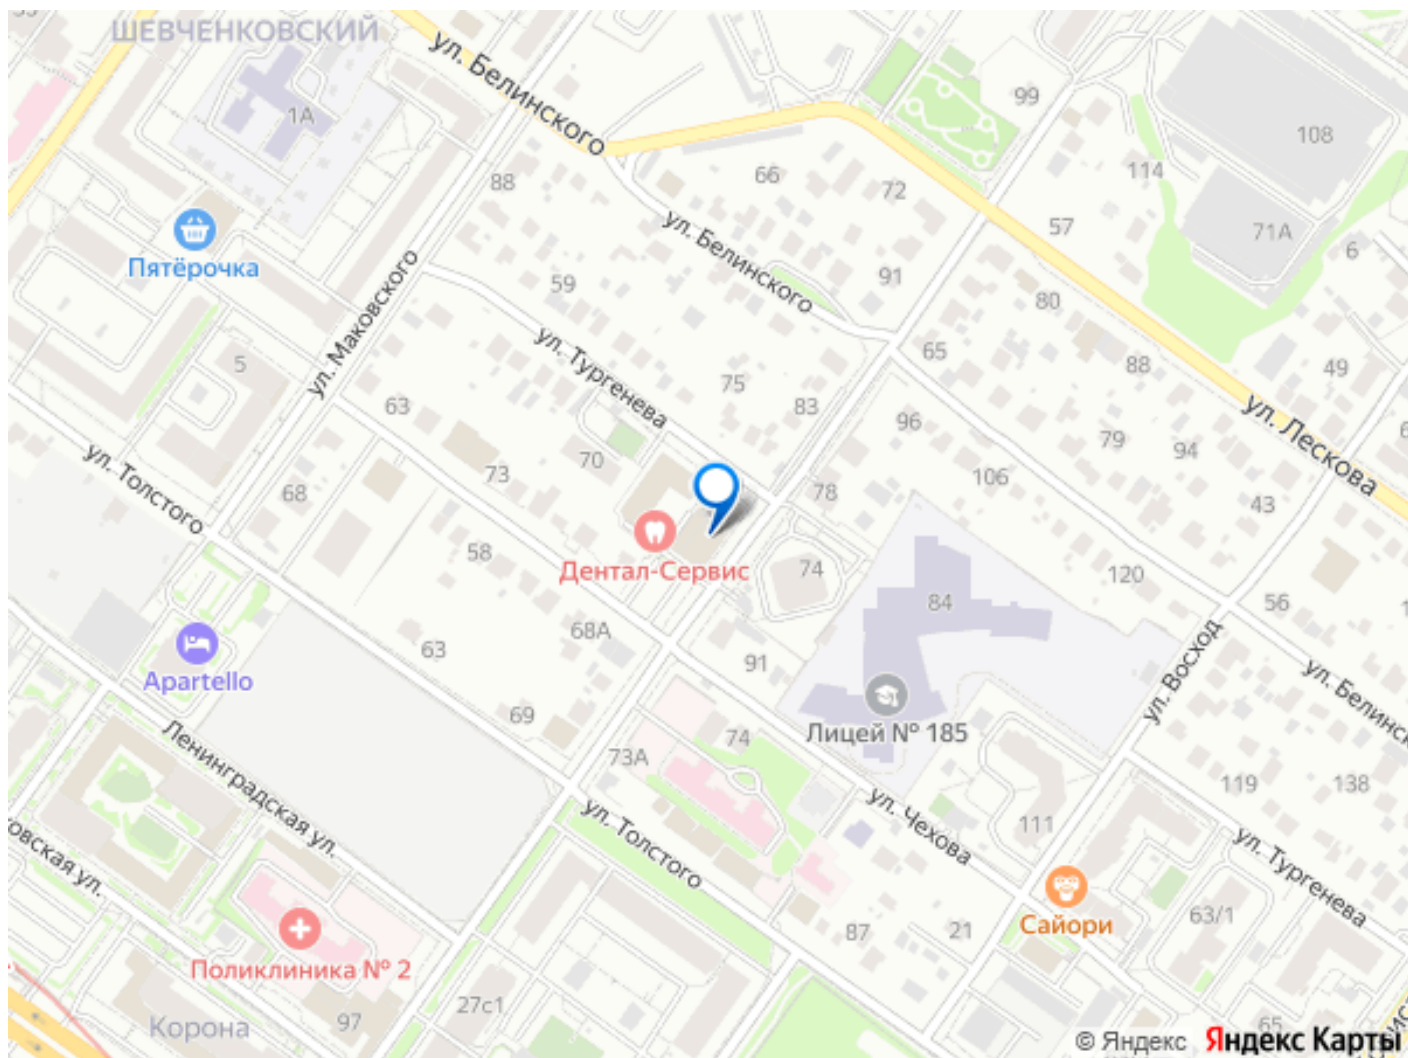 ШЕВЧЕНКОВСКИЙ
ул. Белинского
1А
99
108
66
72
114
88
57
71А
6
ул. Белинского
Пятёрочка
59
91
80
ул. Маковского
ул. Тургенева
65
88
49
5
75
83
63
96
79
94
ул. Лескова
ул. Толстого
73
70
78
106
43
68
58
Дентал-Сервис
74
120
84
56
68А
63
91
ул. Восход
ул. Белинск
Apartello
69
74
Лицей № 185
73А
Ленинградская ул.
119
138
ул. Толстого
ул. Чехова
111
ул. Тургенева
овская ул.
Сайори
63/1
87
21
Поликлиника № 2
27с1
Корона
97
65
© Яндекс Яндекс Карты